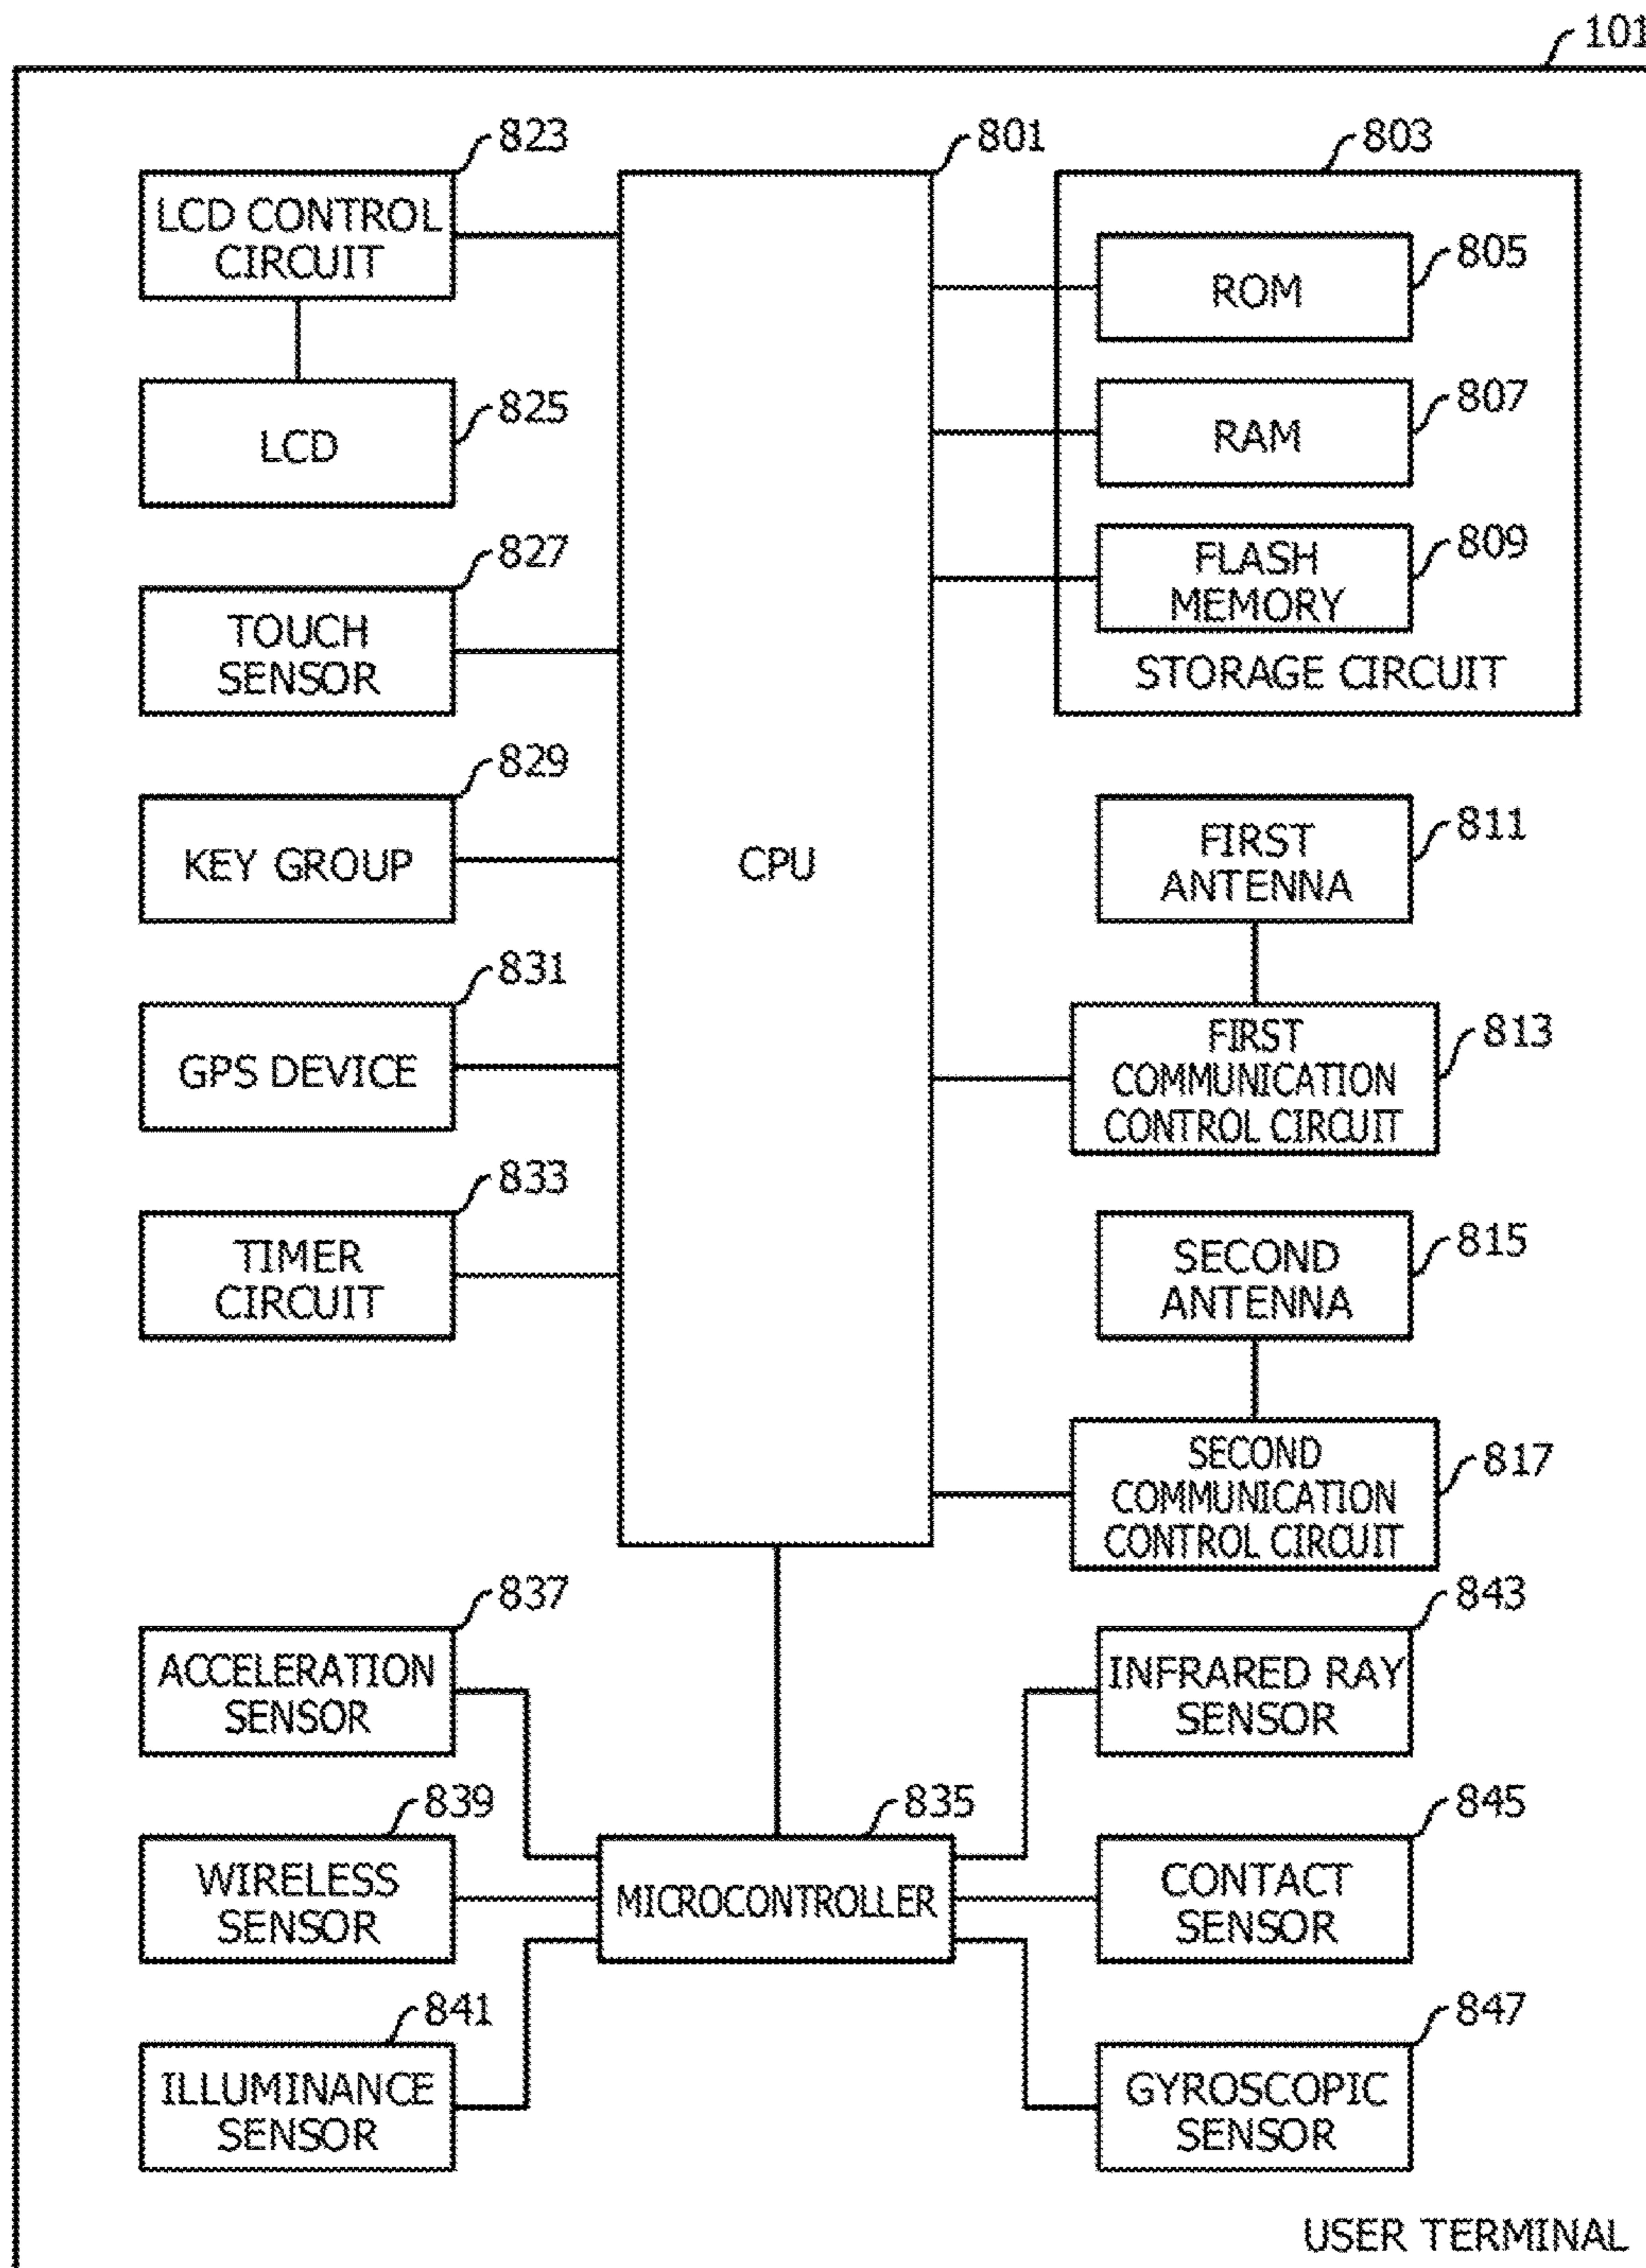 101
823
801
803
LCD CONTROL
CIRCUIT
ROM
805
LCD
825
RAM
807
827
FLASH
MEMORY
809
TOUCH
SENSOR
STORAGE CIRCUIT
829
KEY GROUP
CPU
FIRST
ANTENNA
811
831
GPS DEVICE
FIRST
COMMUNICATION
CONTROL CIRCUIT
813
833
TIMER
CIRCUIT
SECOND
ANTENNA
815
SECOND
COMMUNICATION
CONTROL CIRCUIT
817
837
843
ACCELERATION
SENSOR
INFRARED RAY
SENSOR
839
835
845
WIRELESS
SENSOR
MICROCONTROLLER
CONTACT
SENSOR
841
847
ILLUMINANCE
SENSOR
GYROSCOPIC
SENSOR
USER TERMINAL